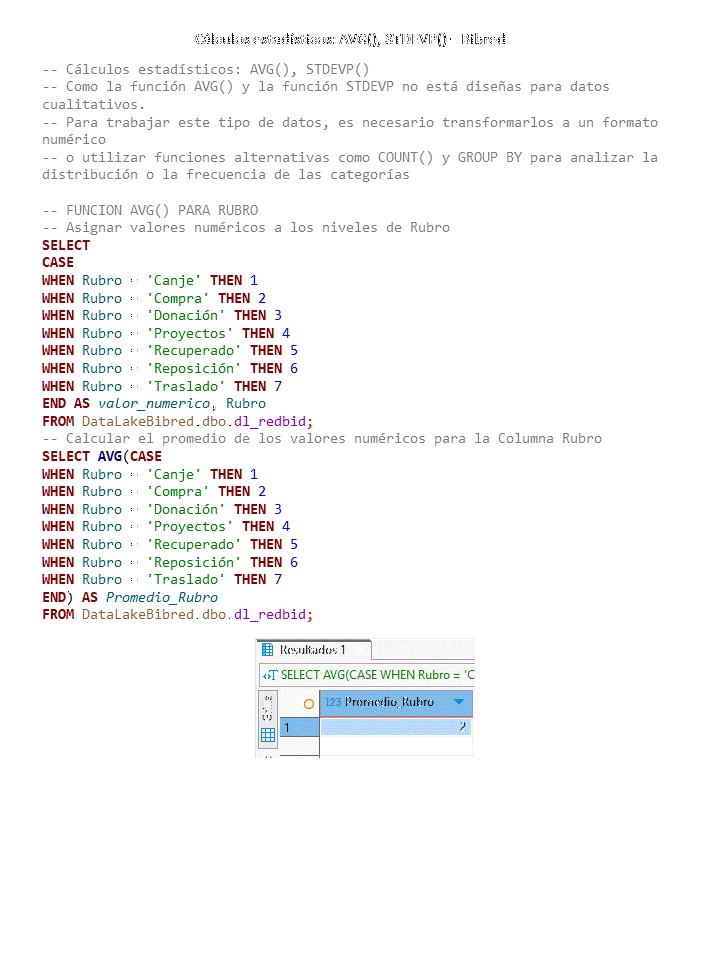 Cálculos estadísticos: AVG(), STDEVP() - Bibred
-- Cálculos estadísticos: AVG(), STDEVP()
-- Como la función AVG() y la función STDEVP no está diseñas para datos
cualitativos.
-- Para trabajar este tipo de datos, es necesario transformarlos a un formato
numérico
-- o utilizar funciones alternativas como COUNT() y GROUP BY para analizar la
distribución o la frecuencia de las categorías
-- FUNCION AVG() PARA RUBRO
-- Asignar valores numéricos a los niveles de Rubro
SELECT
CASE
WHEN Rubro = 'Canje' THEN 1
WHEN Rubro = 'Compra' THEN 2
WHEN Rubro = 'Donación' THEN 3
WHEN Rubro = 'Proyectos' THEN 4
WHEN Rubro = 'Recuperado' THEN 5
WHEN Rubro = 'Reposición' THEN 6
WHEN Rubro = 'Traslado' THEN 7
END AS valor_numerico, Rubro
FROM DataLakeBibred.dbo.dl_redbid;
-- Calcular el promedio de los valores numéricos para la Columna Rubro
SELECT AVG(CASE
WHEN Rubro = 'Canje' THEN 1
WHEN Rubro = 'Compra' THEN 2
WHEN Rubro = 'Donación' THEN 3
WHEN Rubro = 'Proyectos' THEN 4
WHEN Rubro = 'Recuperado' THEN 5
WHEN Rubro = 'Reposición' THEN 6
WHEN Rubro = 'Traslado' THEN 7
END) AS Promedio_Rubro
FROM DataLakeBibred.dbo.dl_redbid;
Resultados 1
SELECT AVG(CASE WHEN Rubro = 'C
123 Promedio_Rubro
1 2